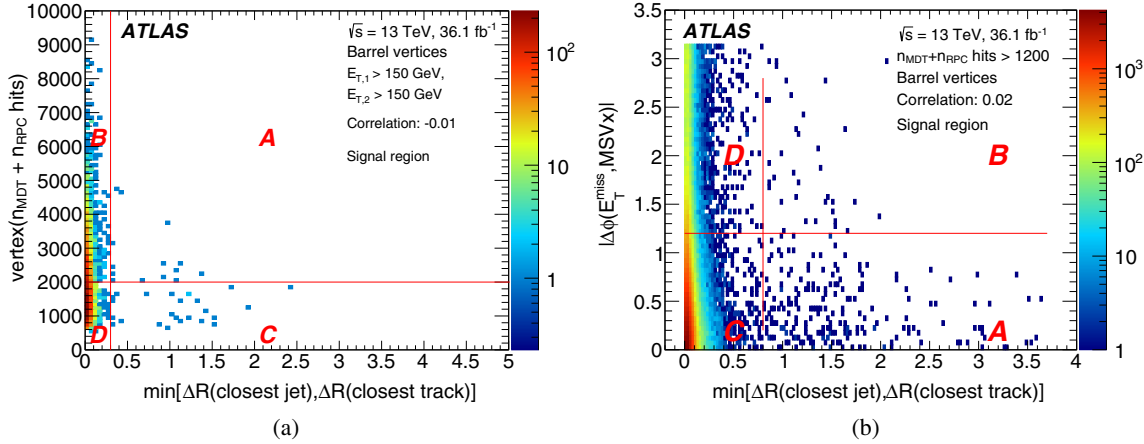 ATLAS
√s = 13 TeV, 36.1 fb⁻¹
Barrel vertices
E_T,1 > 150 GeV,
E_T,2 > 150 GeV
Correlation: -0.01
Signal region
B
A
D
C
vertex(n_MDT + n_RPC hits)
10000
9000
8000
7000
6000
5000
4000
3000
2000
1000
0
0 0.5 1 1.5 2 2.5 3 3.5 4 4.5 5
min[ΔR(closest jet),ΔR(closest track)]
10²
10
1
(a)
ATLAS
√s = 13 TeV, 36.1 fb⁻¹
n_MDT+n_RPC hits > 1200
Barrel vertices
Correlation: 0.02
Signal region
D
B
C
A
|Δϕ(E_T^miss,MSVx)|
3.5
3
2.5
2
1.5
1
0.5
0
0 0.5 1 1.5 2 2.5 3 3.5 4
min[ΔR(closest jet),ΔR(closest track)]
10³
10²
10
1
(b)